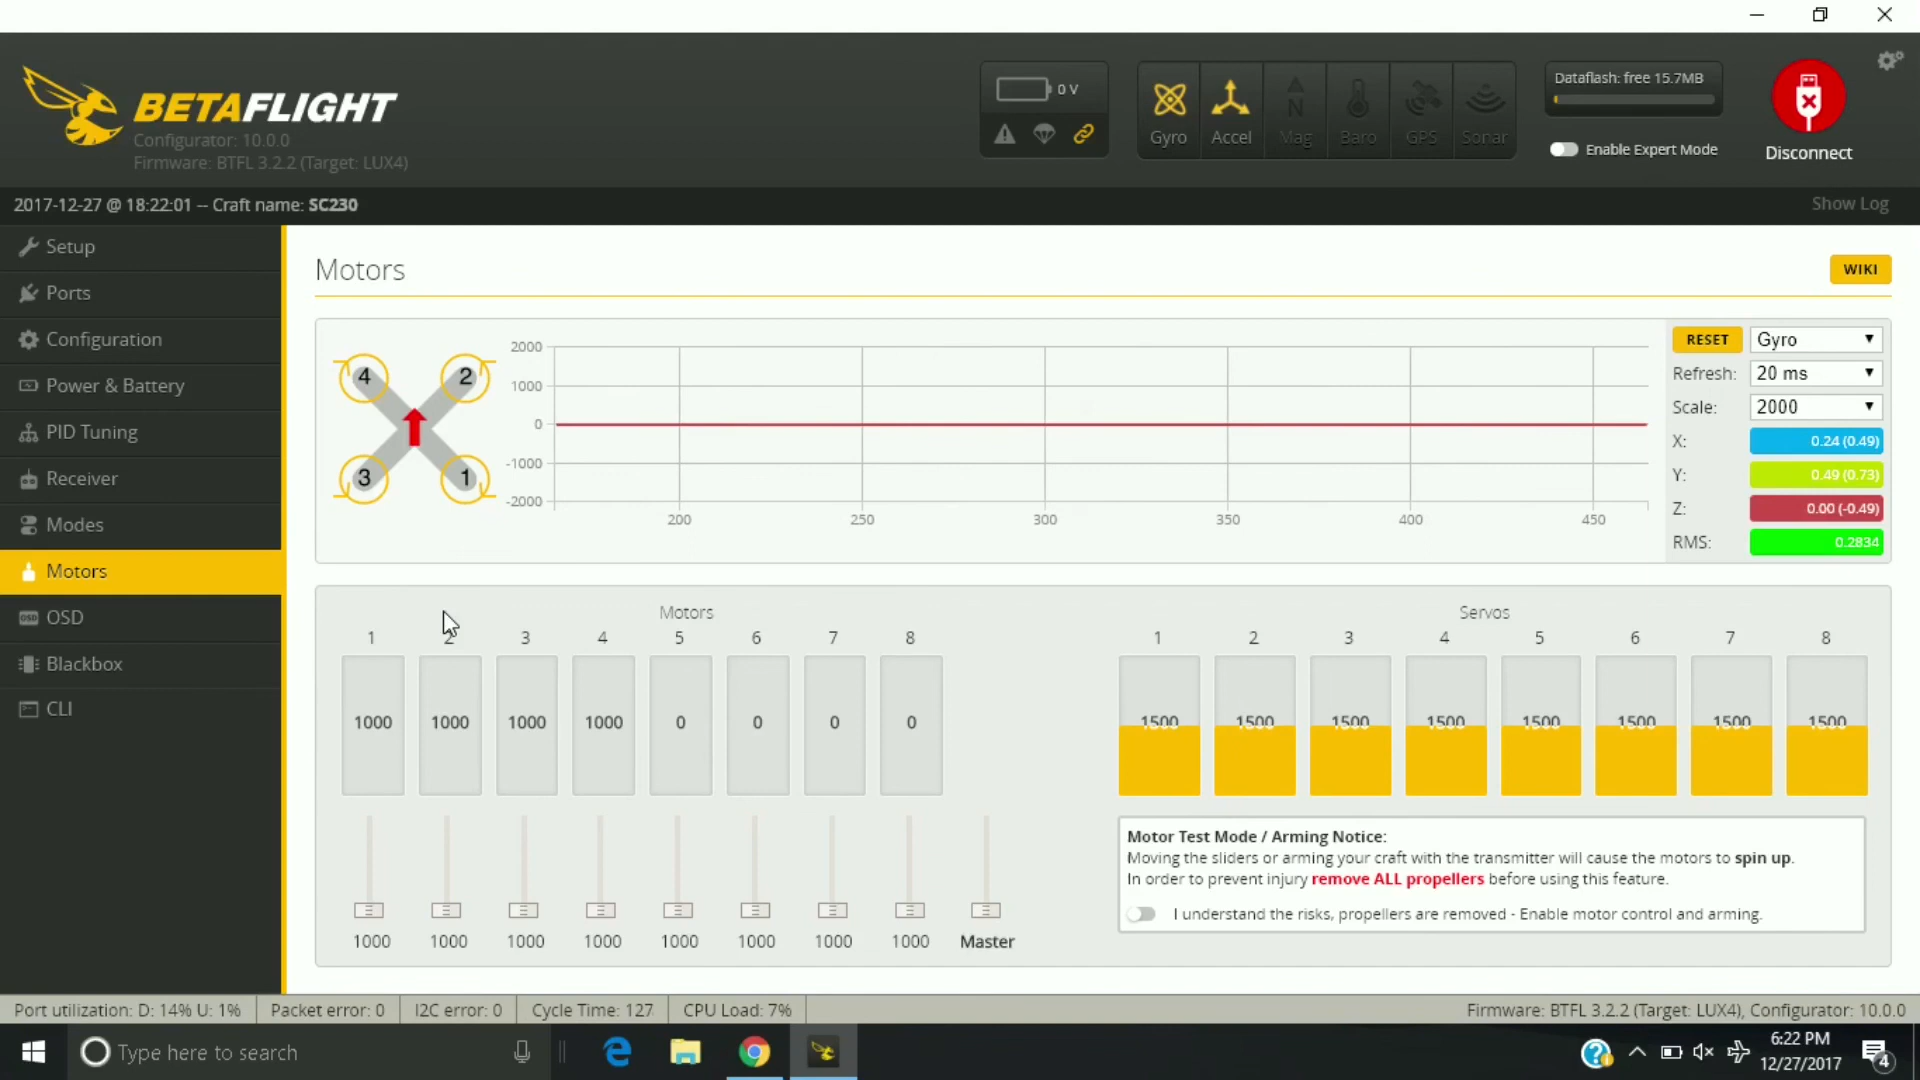 BETAFLIGHT
Configurator: 10.0.0
Firmware: BTFL 3.2.2 (Target: LUX4)
0 V
Gyro
Accel
Mag
Baro
GPS
Sonar
Dataflash: free 15.7MB
Enable Expert Mode
Disconnect
2017-12-27 @ 18:22:01 -- Craft name: SC230
Show Log
Setup
Ports
Configuration
Power & Battery
PID Tuning
Receiver
Modes
Motors
OSD
Blackbox
CLI
Motors
WIKI
4 2
3 1
2000
1000
0
-1000
-2000
200 250 300 350 400 450
RESET Gyro
Refresh: 20 ms
Scale: 2000
X: 0.24 (0.49)
Y: 0.49 (0.73)
Z: 0.00 (-0.49)
RMS: 0.2834
Motors
1 2 3 4 5 6 7 8
1000 1000 1000 1000 0 0 0 0
1000 1000 1000 1000 1000 1000 1000 1000 Master
Servos
1 2 3 4 5 6 7 8
1500 1500 1500 1500 1500 1500 1500 1500
Motor Test Mode / Arming Notice:
Moving the sliders or arming your craft with the transmitter will cause the motors to spin up.
In order to prevent injury remove ALL propellers before using this feature.
I understand the risks, propellers are removed - Enable motor control and arming.
Port utilization: D: 14% U: 1% Packet error: 0 I2C error: 0 Cycle Time: 127 CPU Load: 7%
Firmware: BTFL 3.2.2 (Target: LUX4), Configurator: 10.0.0
Type here to search
6:22 PM
12/27/2017
4